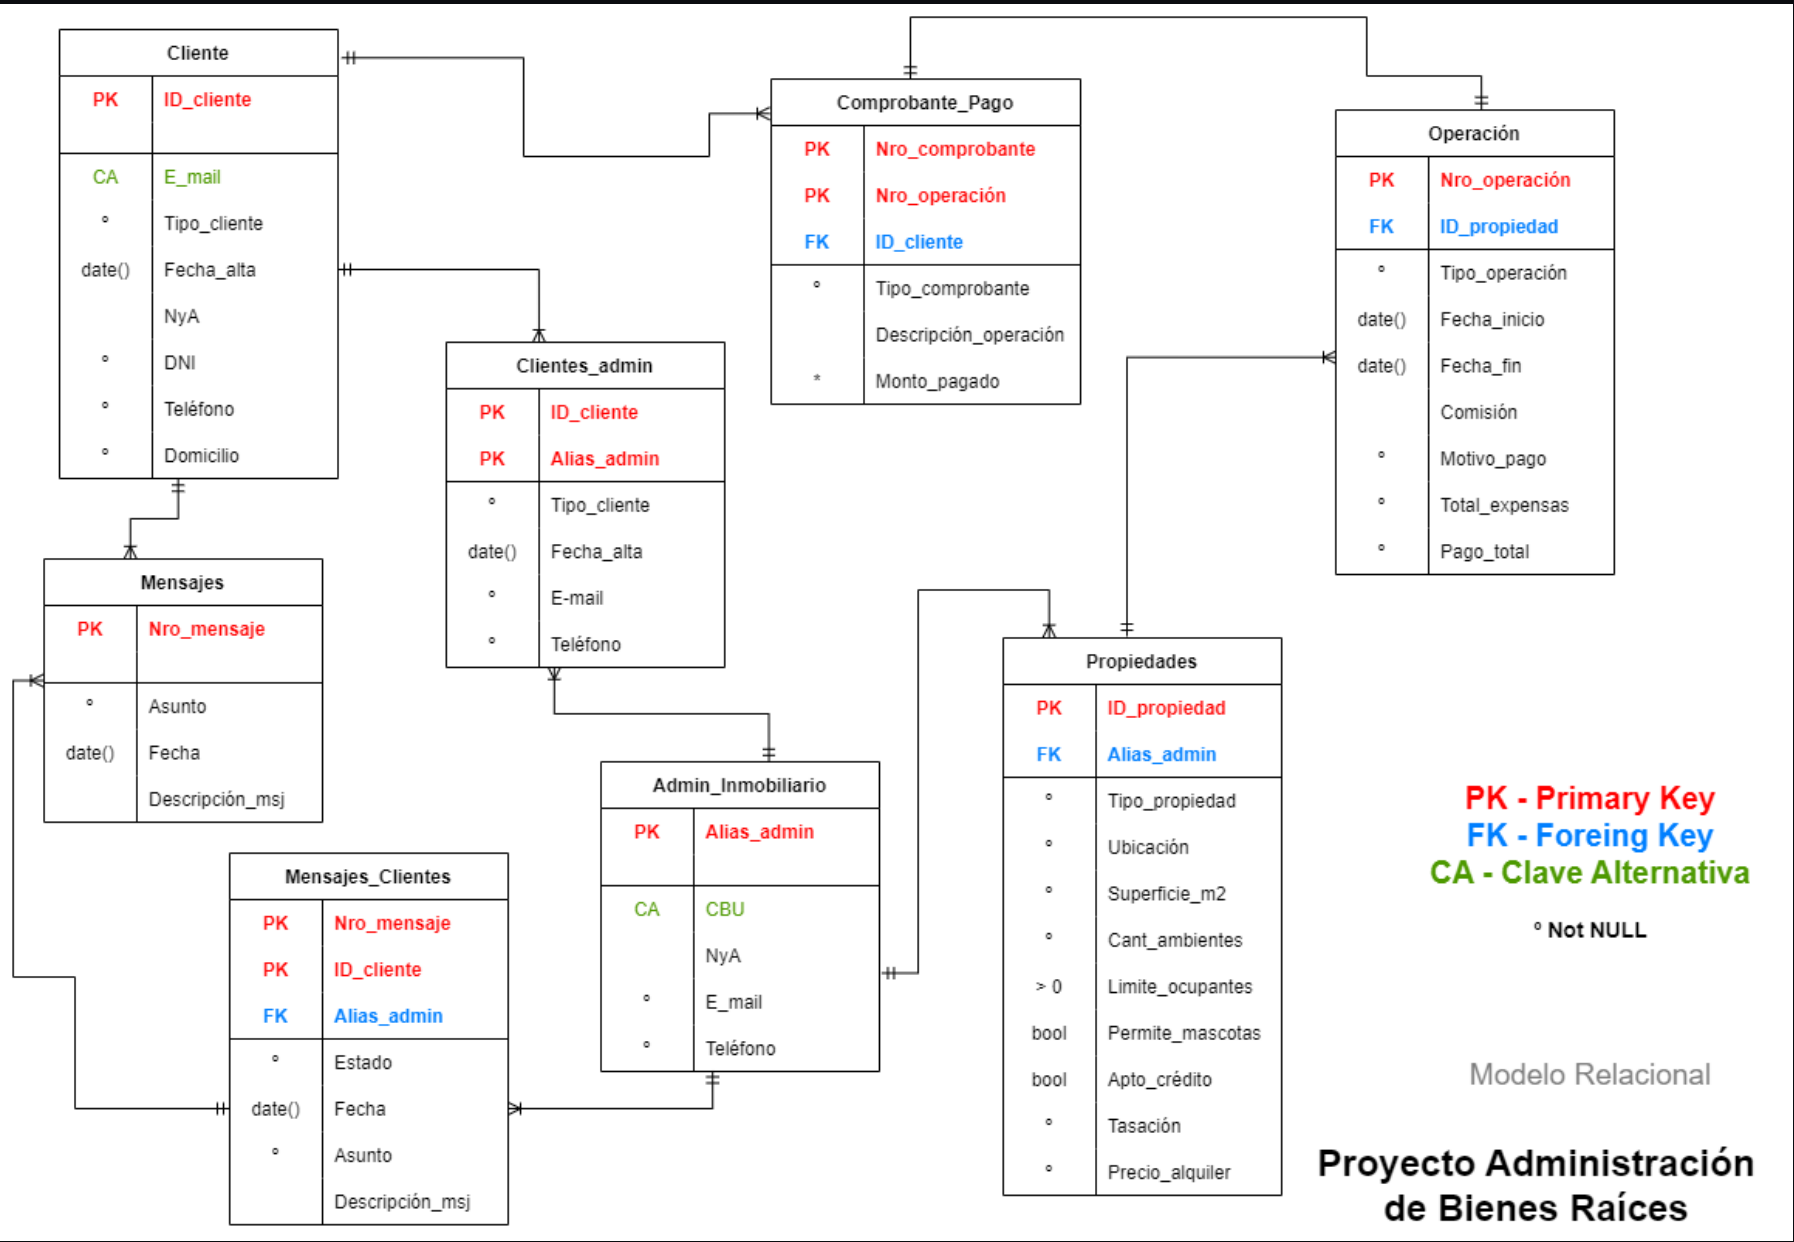 Cliente
PK ID_cliente
CA E_mail
° Tipo_cliente
date() Fecha_alta
NyA
° DNI
° Teléfono
° Domicilio
Comprobante_Pago
PK Nro_comprobante
PK Nro_operación
FK ID_cliente
° Tipo_comprobante
Descripción_operación
* Monto_pagado
Operación
PK Nro_operación
FK ID_propiedad
° Tipo_operación
date() Fecha_inicio
date() Fecha_fin
Comisión
° Motivo_pago
° Total_expensas
° Pago_total
Clientes_admin
PK ID_cliente
PK Alias_admin
° Tipo_cliente
date() Fecha_alta
° E-mail
° Teléfono
Mensajes
PK Nro_mensaje
° Asunto
date() Fecha
Descripción_msj
Propiedades
PK ID_propiedad
FK Alias_admin
° Tipo_propiedad
° Ubicación
° Superficie_m2
° Cant_ambientes
> 0 Limite_ocupantes
bool Permite_mascotas
bool Apto_crédito
° Tasación
° Precio_alquiler
Admin_Inmobiliario
PK Alias_admin
CA CBU
NyA
° E_mail
° Teléfono
Mensajes_Clientes
PK Nro_mensaje
PK ID_cliente
FK Alias_admin
° Estado
date() Fecha
° Asunto
Descripción_msj
PK - Primary Key
FK - Foreing Key
CA - Clave Alternativa
° Not NULL
Modelo Relacional
Proyecto Administración
de Bienes Raíces